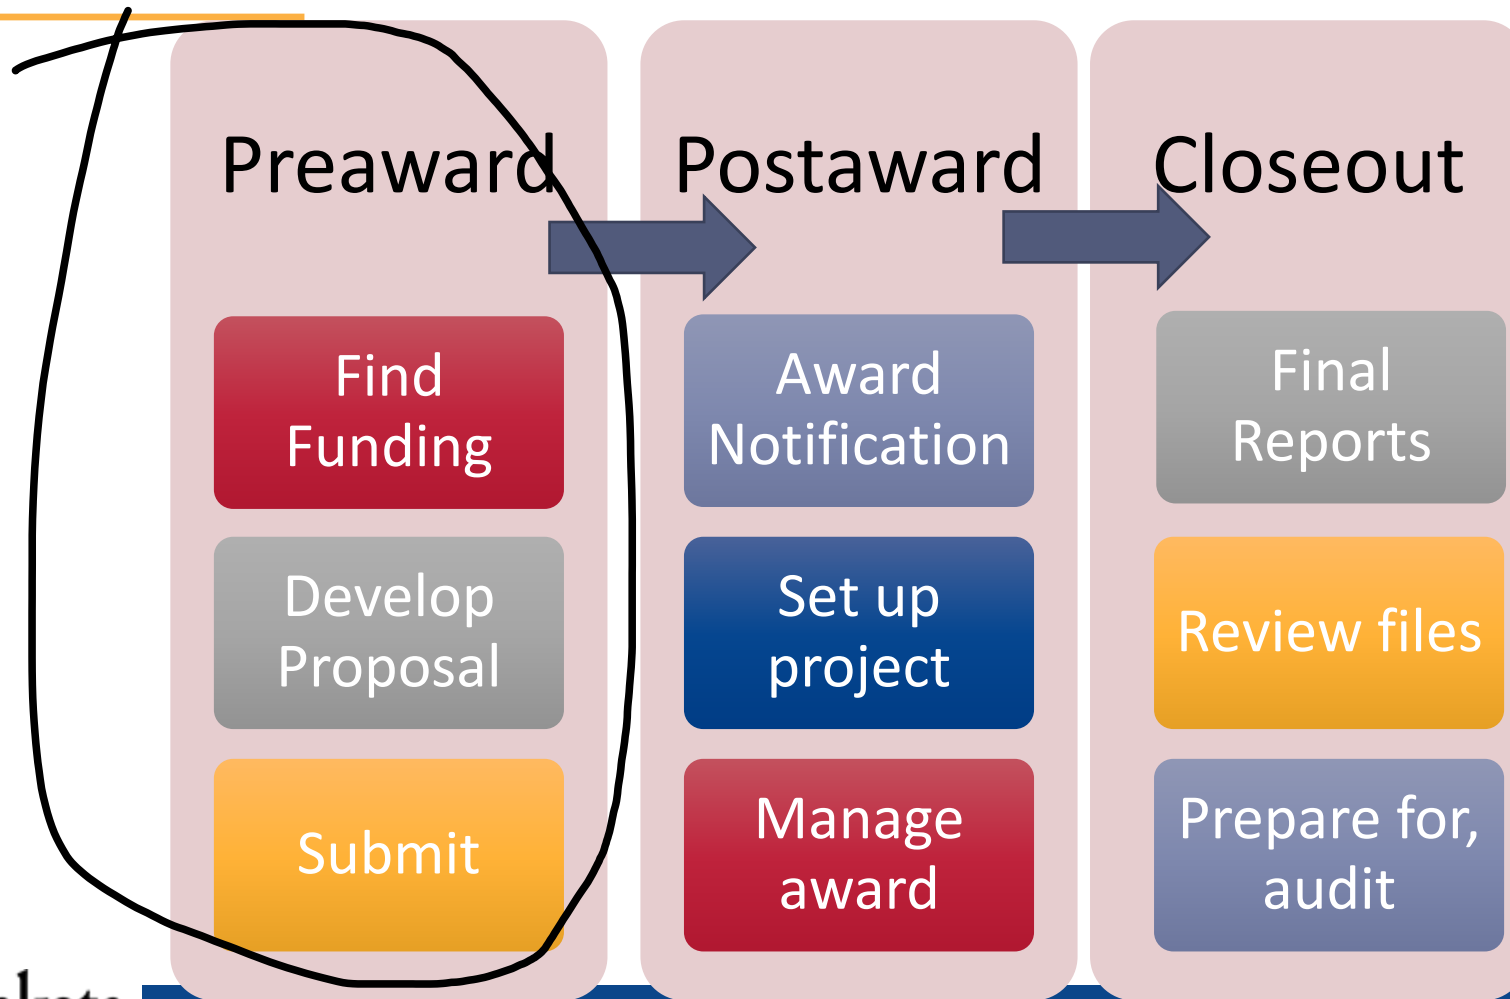 Preaward
Find
Funding
Develop
Proposal
Submit
Postaward
Award
Notification
Set up
project
Manage
award
Closeout
Final
Reports
Review files
Prepare for,
audit